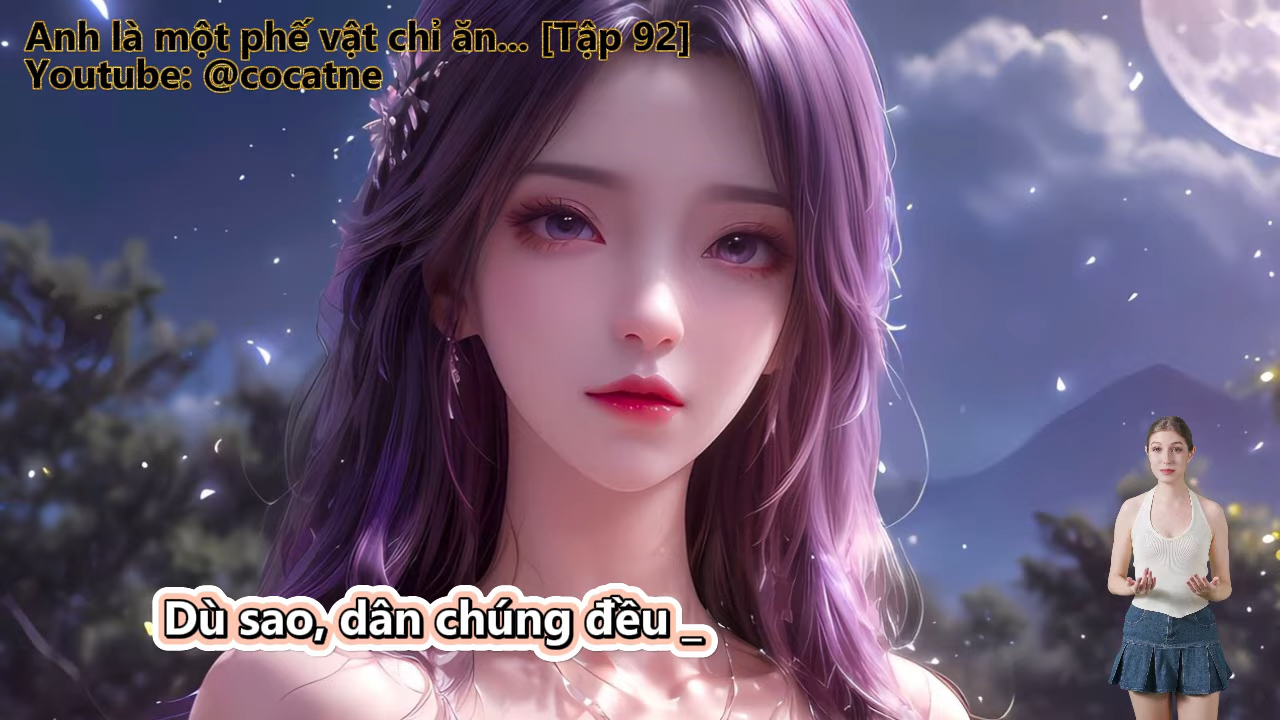 Anh là một phế vật chỉ ăn... [Tập 92]
Youtube: @cocatne
Dù sao, dân chúng đều _